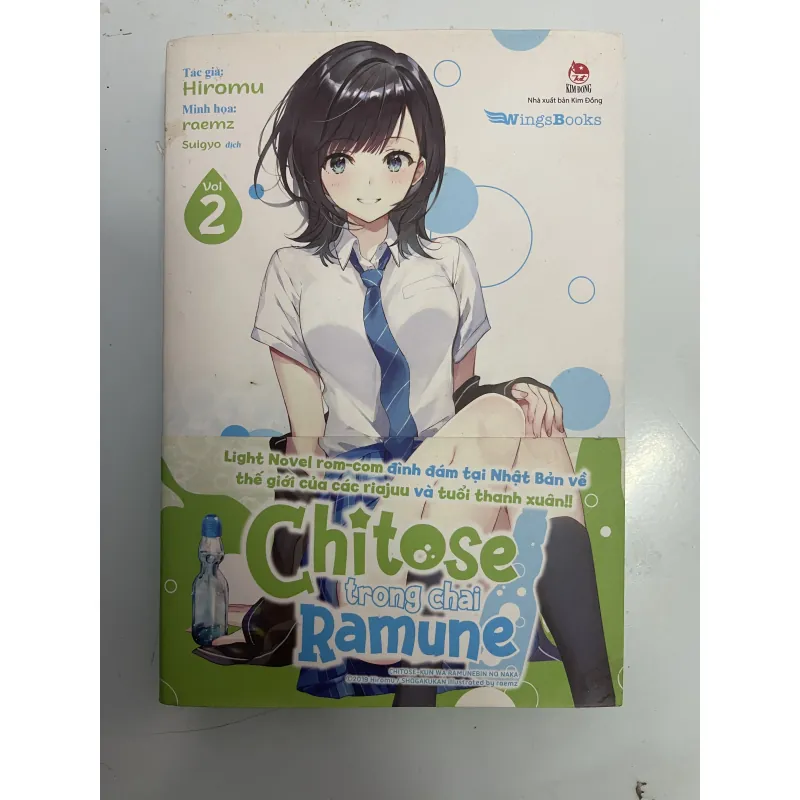 Tác giả:
Hiromu
Minh họa:
raemz
Suigyo dịch
Vol
2
KIM ĐỒNG
Nhà xuất bản Kim Đồng
WingsBooks
Light Novel rom-com đình đám tại Nhật Bản về
thế giới của các riajuu và tuổi thanh xuân!!
Chitose
trong chai
Ramune
CHITOSE-KUN WA RAMUNEBIN NO NAKA
©2019 Hiromu / SHOGAKUKAN Illustrated by raemz